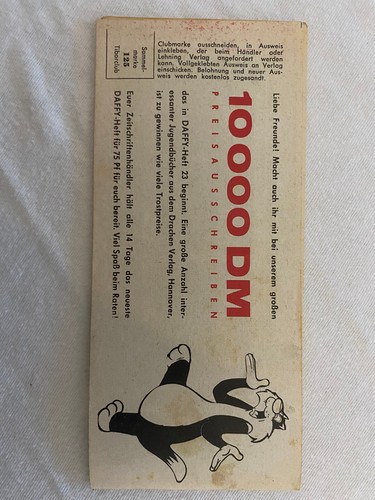 Sammel-
marke
125
Tiborclub
Clubmarke ausschneiden, in Ausweis
einkleben, der beim Händler oder
Lehning Verlag angefordert werden
kann. Vollgeklebten Ausweis an Verlag
einschicken. Belohnung und neuer Aus-
weis werden kostenlos zugesandt.
Liebe Freunde! Macht auch ihr mit bei unserem großen
10 000 DM
PREISAUSSCHREIBEN
das in DAFFY-Heft 23 beginnt. Eine große Anzahl inter-
essanter Jugendbücher aus dem Drachen Verlag, Hannover,
ist zu gewinnen wie viele Trostpreise.
Euer Zeitschriftenhändler hält alle 14 Tage das neueste
DAFFY-Heft für 75 Pf für euch bereit. Viel Spaß beim Raten!